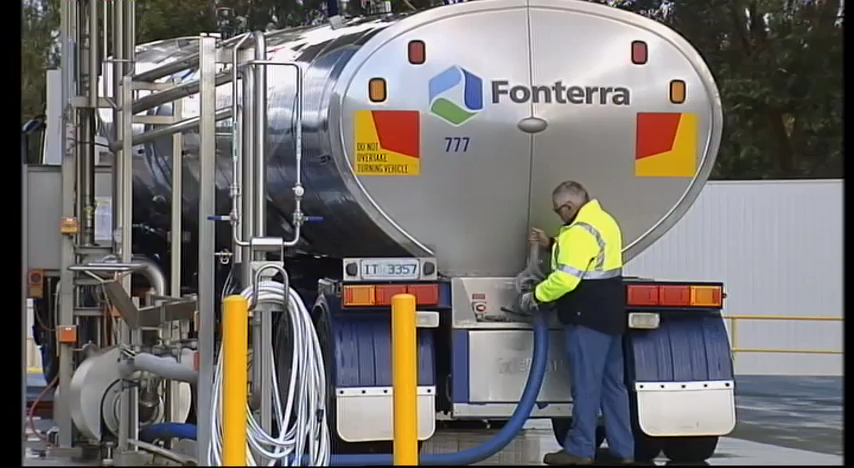 Fonterra
777
DO NOT
OVERTAKE
TURNING VEHICLE
IT 3357